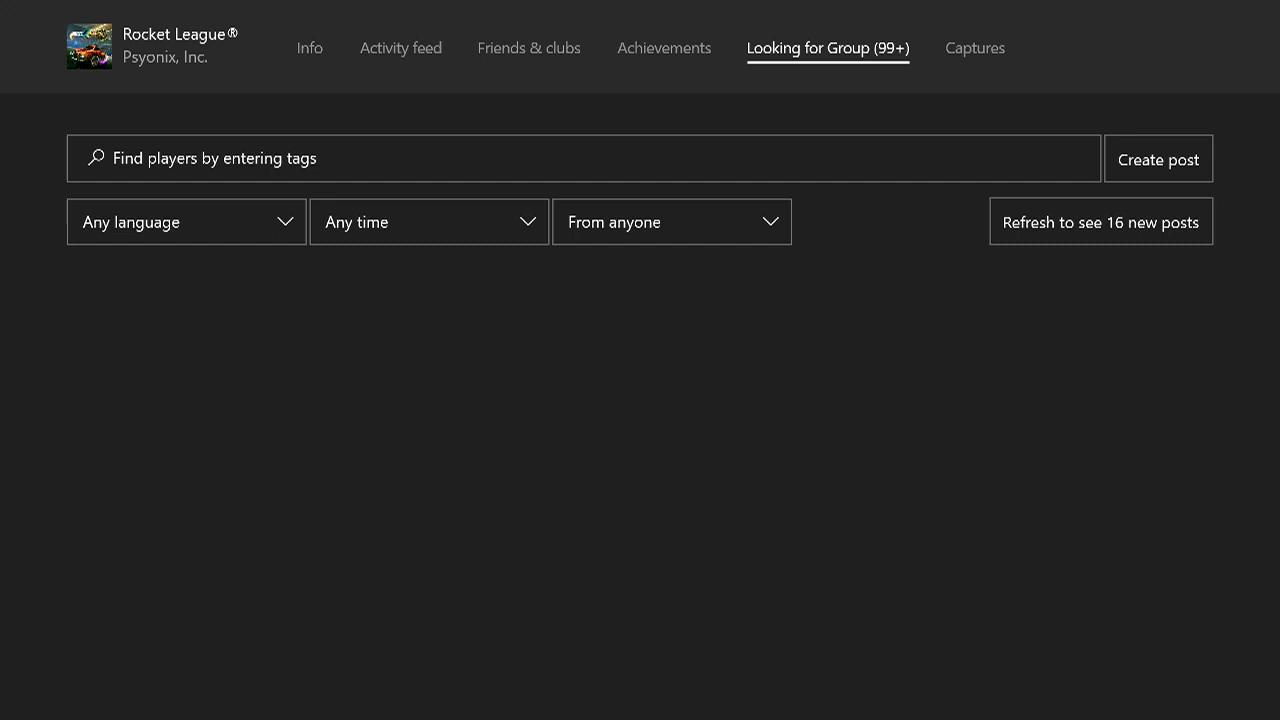 Rocket League®
Psyonix, Inc.
Info
Activity feed
Friends & clubs
Achievements
Looking for Group (99+)
Captures
Find players by entering tags
Create post
Any language
Any time
From anyone
Refresh to see 16 new posts